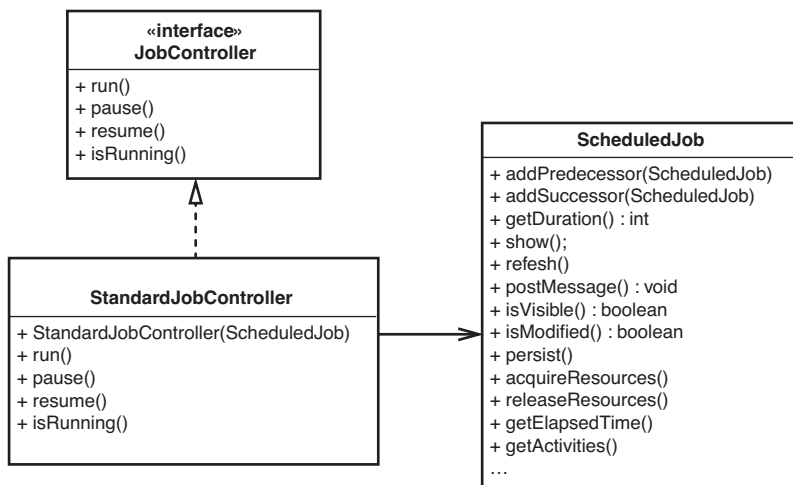 «interface»
JobController
+ run()
+ pause()
+ resume()
+ isRunning()
StandardJobController
+ StandardJobController(ScheduledJob)
+ run()
+ pause()
+ resume()
+ isRunning()
ScheduledJob
+ addPredecessor(ScheduledJob)
+ addSuccessor(ScheduledJob)
+ getDuration() : int
+ show();
+ refesh()
+ postMessage() : void
+ isVisible() : boolean
+ isModified() : boolean
+ persist()
+ acquireResources()
+ releaseResources()
+ getElapsedTime()
+ getActivities()
...